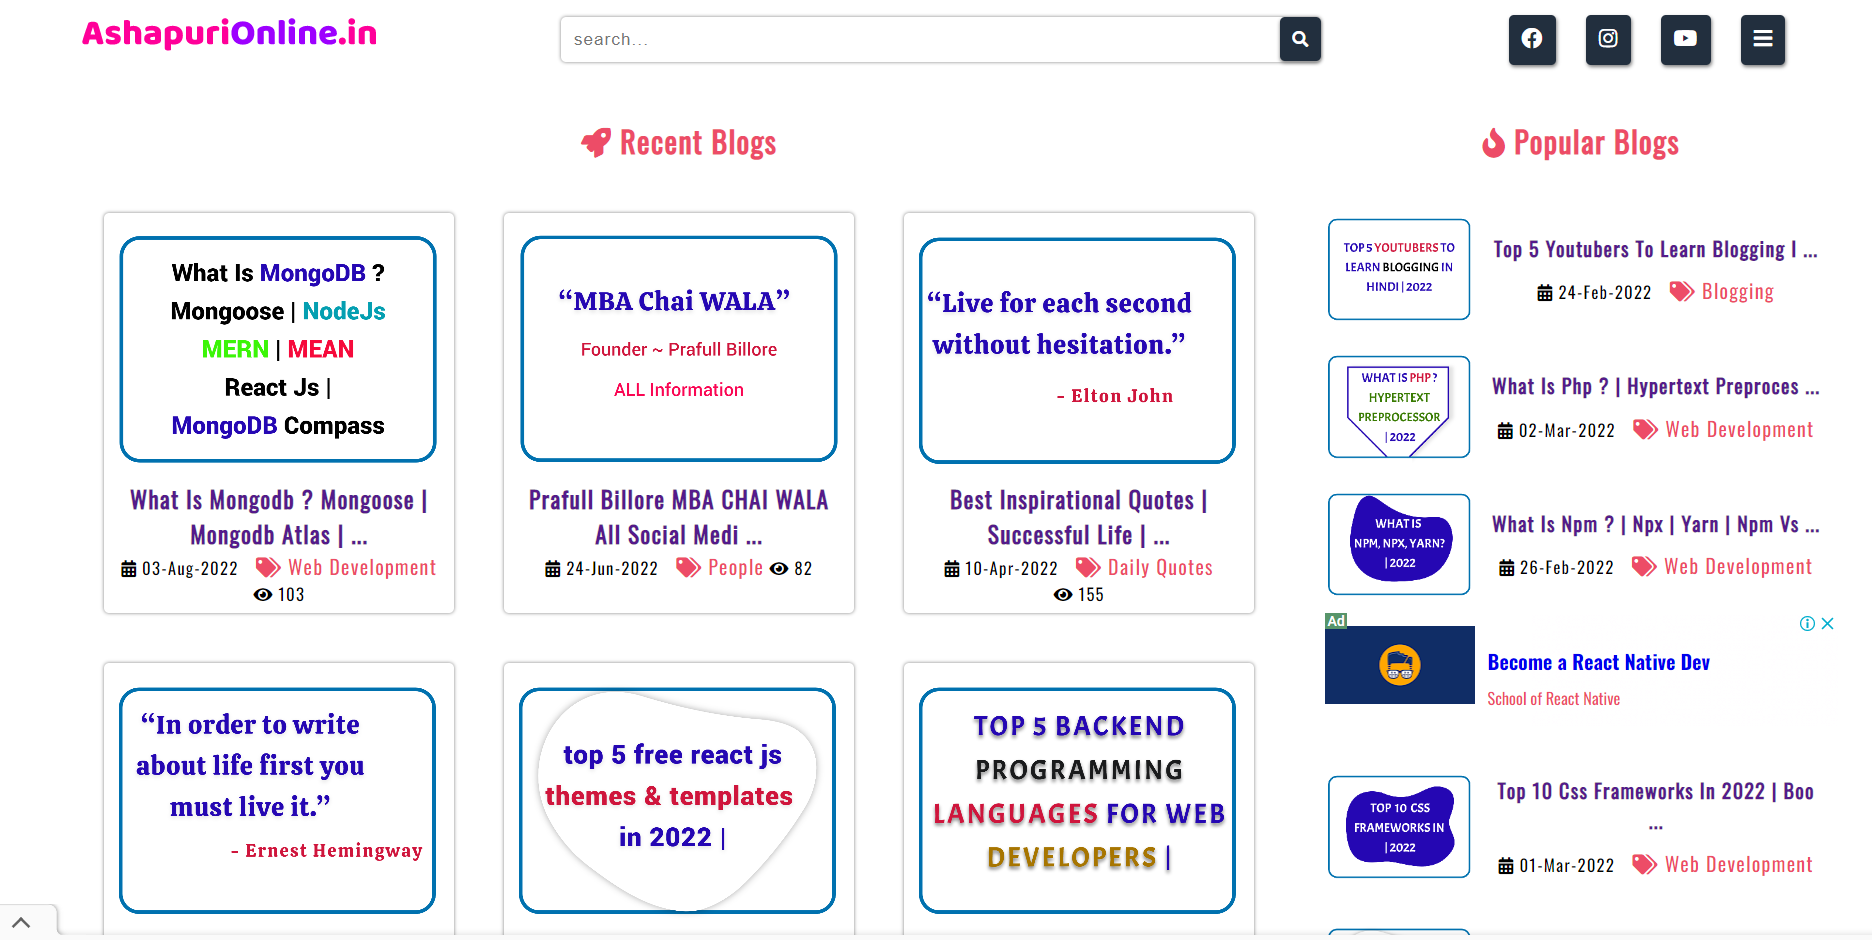 AshapuriOnline.in
search...
Recent Blogs
What Is MongoDB ?
Mongoose | NodeJs
MERN | MEAN
React Js |
MongoDB Compass
What Is Mongodb ? Mongoose |
Mongodb Atlas | ...
03-Aug-2022 Web Development
103
“MBA Chai WALA”
Founder ~ Prafull Billore
ALL Information
Prafull Billore MBA CHAI WALA
All Social Medi ...
24-Jun-2022 People 82
“Live for each second
without hesitation.”
- Elton John
Best Inspirational Quotes |
Successful Life | ...
10-Apr-2022 Daily Quotes
155
“In order to write
about life first you
must live it.”
- Ernest Hemingway
top 5 free react js
themes & templates
in 2022 |
TOP 5 BACKEND
PROGRAMMING
LANGUAGES FOR WEB
DEVELOPERS |
Popular Blogs
TOP 5 YOUTUBERS TO
LEARN BLOGGING IN
HINDI | 2022
Top 5 Youtubers To Learn Blogging I ...
24-Feb-2022 Blogging
WHAT IS PHP ?
HYPERTEXT
PREPROCESSOR
| 2022
What Is Php ? | Hypertext Preproces ...
02-Mar-2022 Web Development
WHAT IS
NPM, NPX, YARN?
| 2022
What Is Npm ? | Npx | Yarn | Npm Vs ...
26-Feb-2022 Web Development
Ad
Become a React Native Dev
School of React Native
TOP 10 CSS
FRAMEWORKS IN
| 2022
Top 10 Css Frameworks In 2022 | Boo
...
01-Mar-2022 Web Development